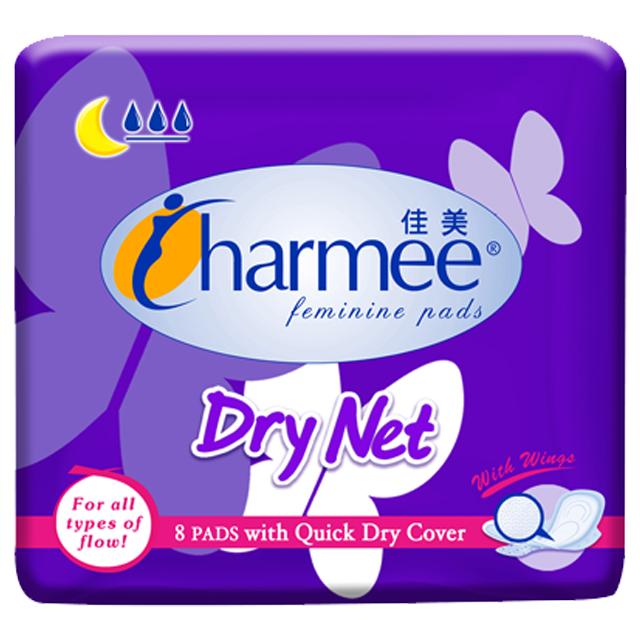 佳美
Charmee®
feminine pads
Dry Net
With Wings
For all
types of
flow!
8 PADS with Quick Dry Cover